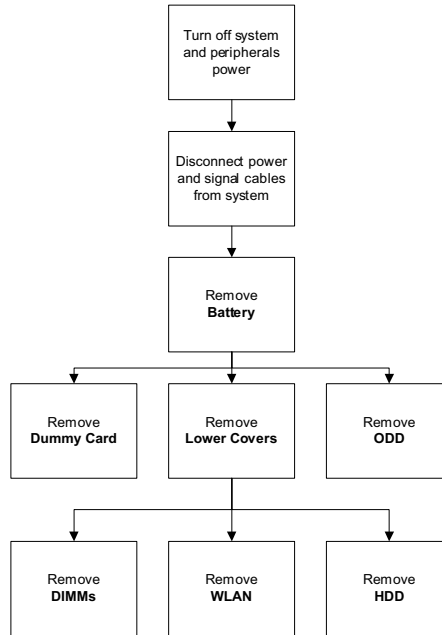 Turn off system
and peripherals
power
Disconnect power
and signal cables
from system
Remove
Battery
Remove
Dummy Card
Remove
Lower Covers
Remove
ODD
Remove
DIMMs
Remove
WLAN
Remove
HDD